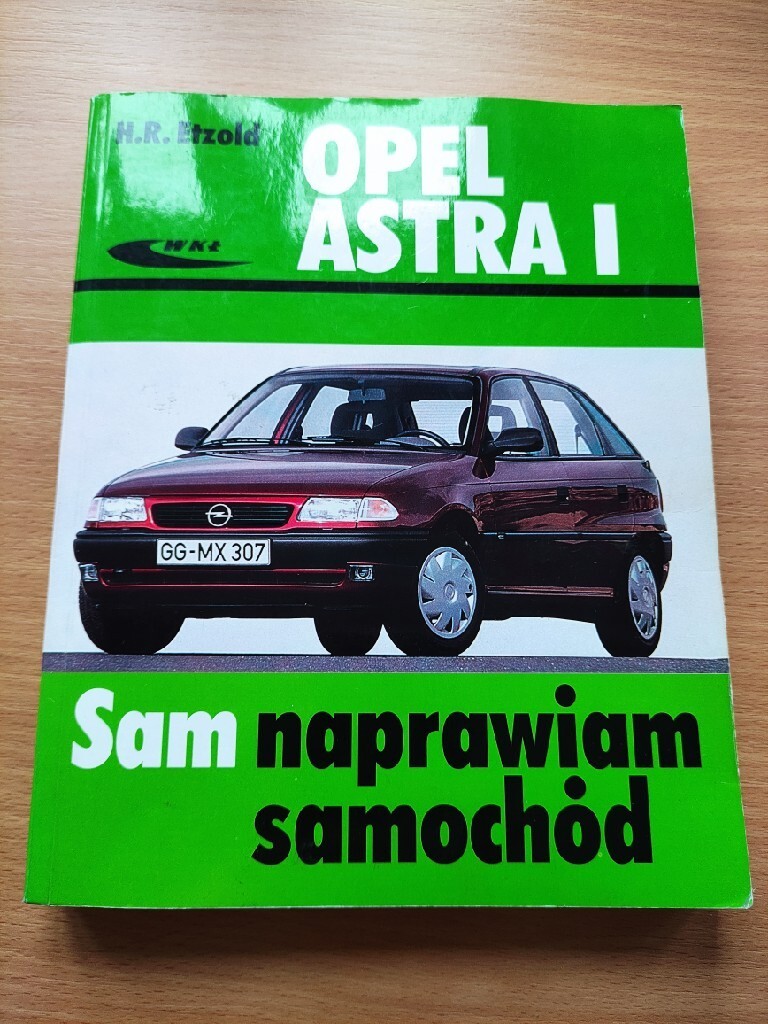 H.R. Etzold
OPEL
ASTRA I
WKŁ
GG-MX 307
Sam naprawiam
samochód